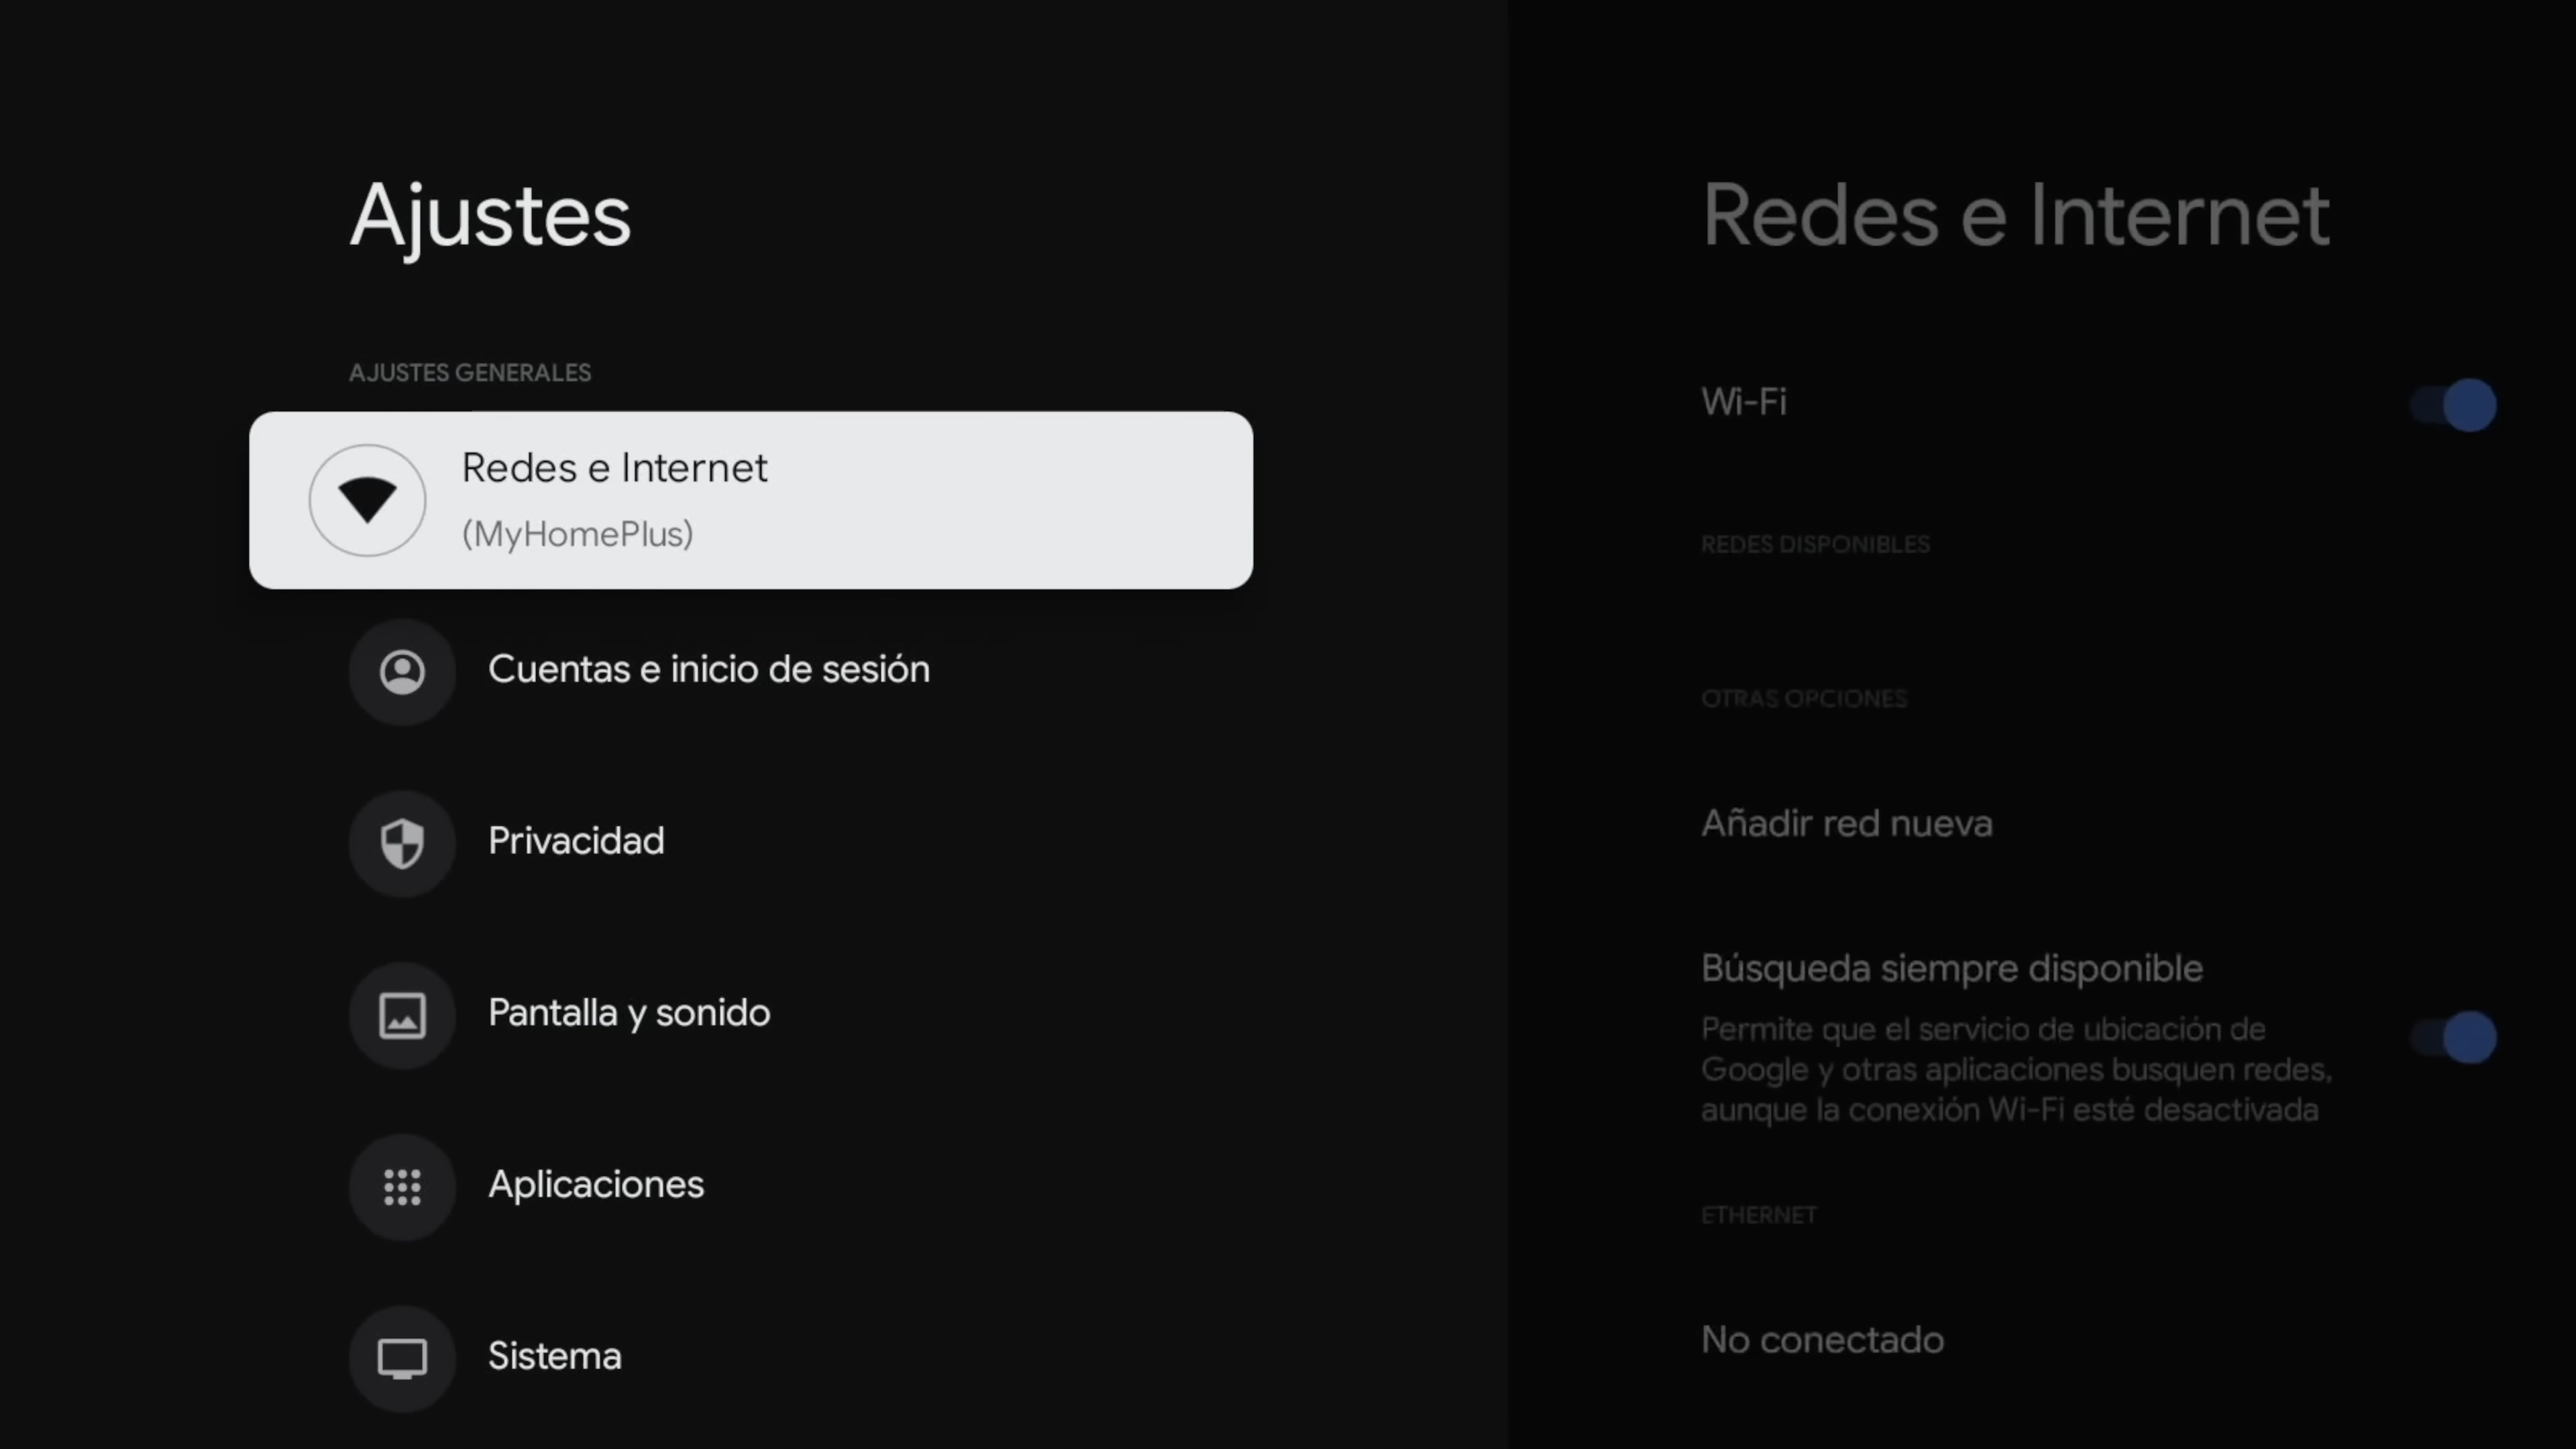 Ajustes
AJUSTES GENERALES
Redes e Internet
(MyHomePlus)
Cuentas e inicio de sesión
Privacidad
Pantalla y sonido
Aplicaciones
Sistema
Redes e Internet
Wi-Fi
REDES DISPONIBLES
OTRAS OPCIONES
Añadir red nueva
Búsqueda siempre disponible
Permite que el servicio de ubicación de
Google y otras aplicaciones busquen redes,
aunque la conexión Wi-Fi esté desactivada
ETHERNET
No conectado